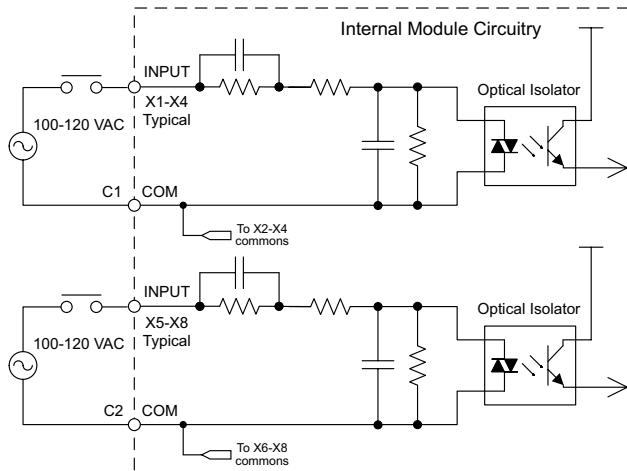 Internal Module Circuitry
INPUT
X1-X4
Typical
100-120 VAC
Optical Isolator
C1
COM
To X2-X4
commons
INPUT
X5-X8
Typical
100-120 VAC
Optical Isolator
C2
COM
To X6-X8
commons